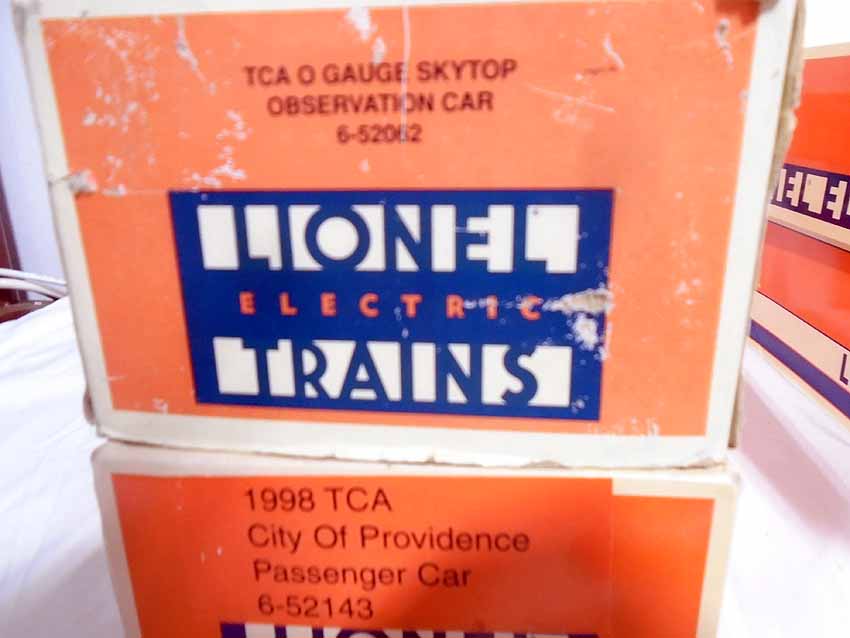 TCA O GAUGE SKYTOP
OBSERVATION CAR
6-52062
LIONEL
ELECTRIC
TRAINS
1998 TCA
City Of Providence
Passenger Car
6-52143
LIONEL